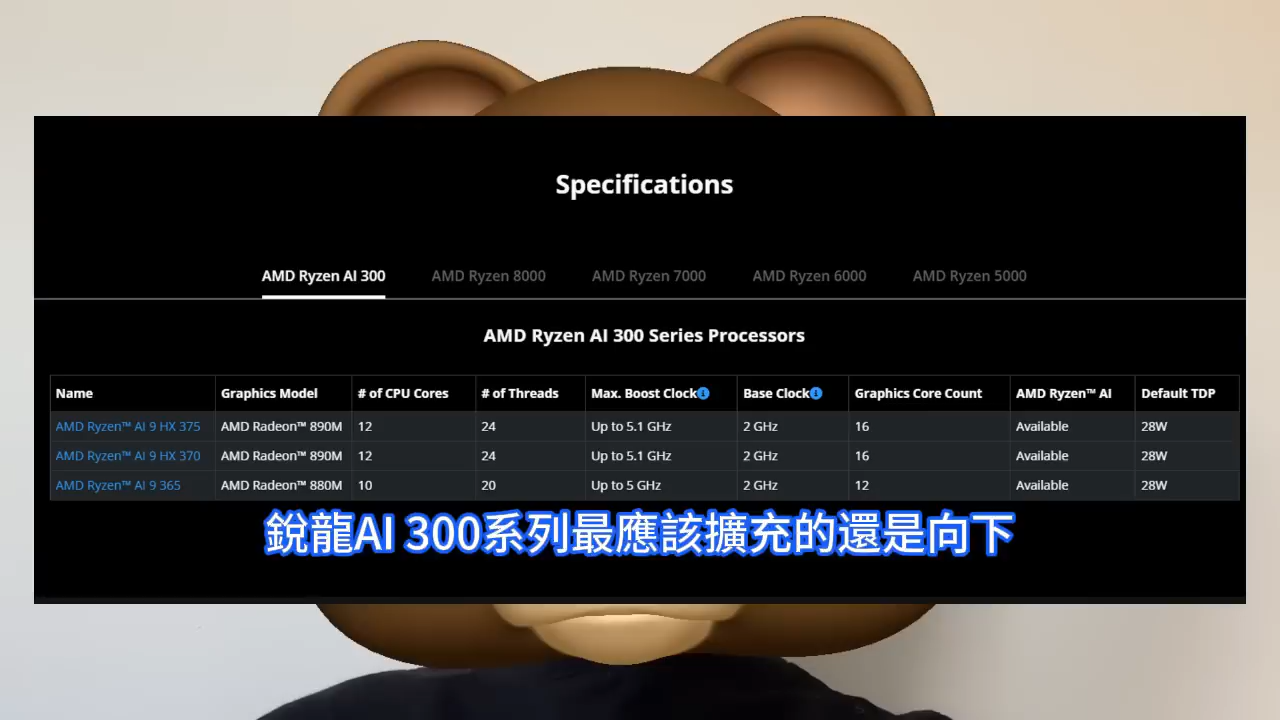 Specifications
AMD Ryzen AI 300 AMD Ryzen 8000 AMD Ryzen 7000 AMD Ryzen 6000 AMD Ryzen 5000
AMD Ryzen AI 300 Series Processors
Name Graphics Model # of CPU Cores # of Threads Max. Boost Clock Base Clock Graphics Core Count AMD Ryzen™ AI Default TDP
AMD Ryzen™ AI 9 HX 375 AMD Radeon™ 890M 12 24 Up to 5.1 GHz 2 GHz 16 Available 28W
AMD Ryzen™ AI 9 HX 370 AMD Radeon™ 890M 12 24 Up to 5.1 GHz 2 GHz 16 Available 28W
AMD Ryzen™ AI 9 365 AMD Radeon™ 880M 10 20 Up to 5 GHz 2 GHz 12 Available 28W
銳龍AI 300系列最應該擴充的還是向下